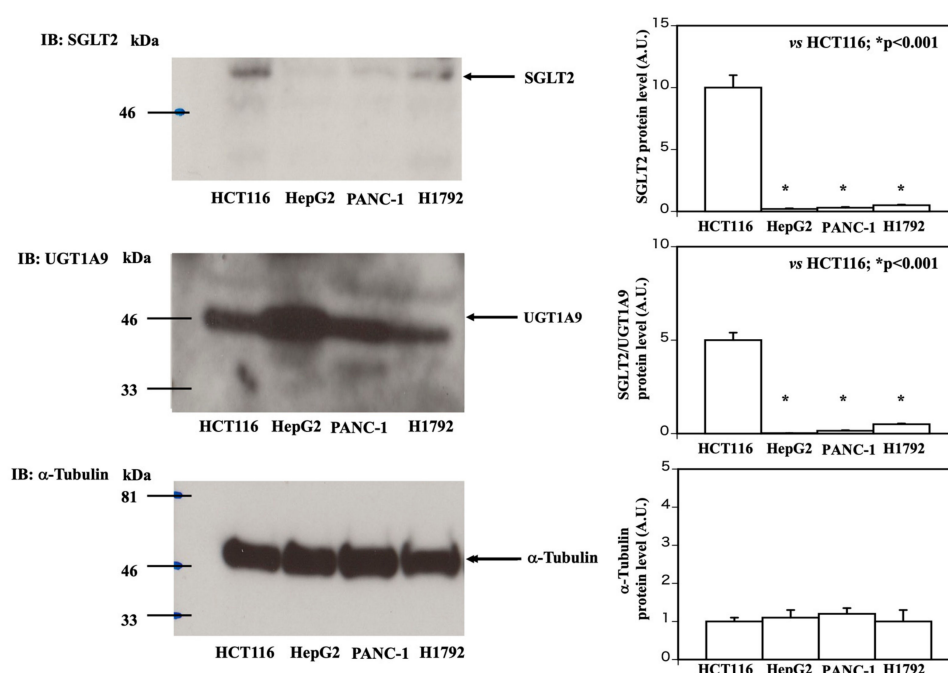 IB: SGLT2 kDa
46
SGLT2
HCT116 HepG2 PANC-1 H1792
15
10
5
0
SGLT2 protein level (A.U.)
vs HCT116; *p<0.001
* * *
HCT116 HepG2 PANC-1 H1792
IB: UGT1A9 kDa
46
33
UGT1A9
HCT116 HepG2 PANC-1 H1792
10
5
0
SGLT2/UGT1A9
protein level (A.U.)
vs HCT116; *p<0.001
* * *
HCT116 HepG2 PANC-1 H1792
IB: α-Tubulin kDa
81
46
33
α-Tubulin
HCT116 HepG2 PANC-1 H1792
5
4
3
2
1
0
α-Tubulin
protein level (A.U.)
HCT116 HepG2 PANC-1 H1792